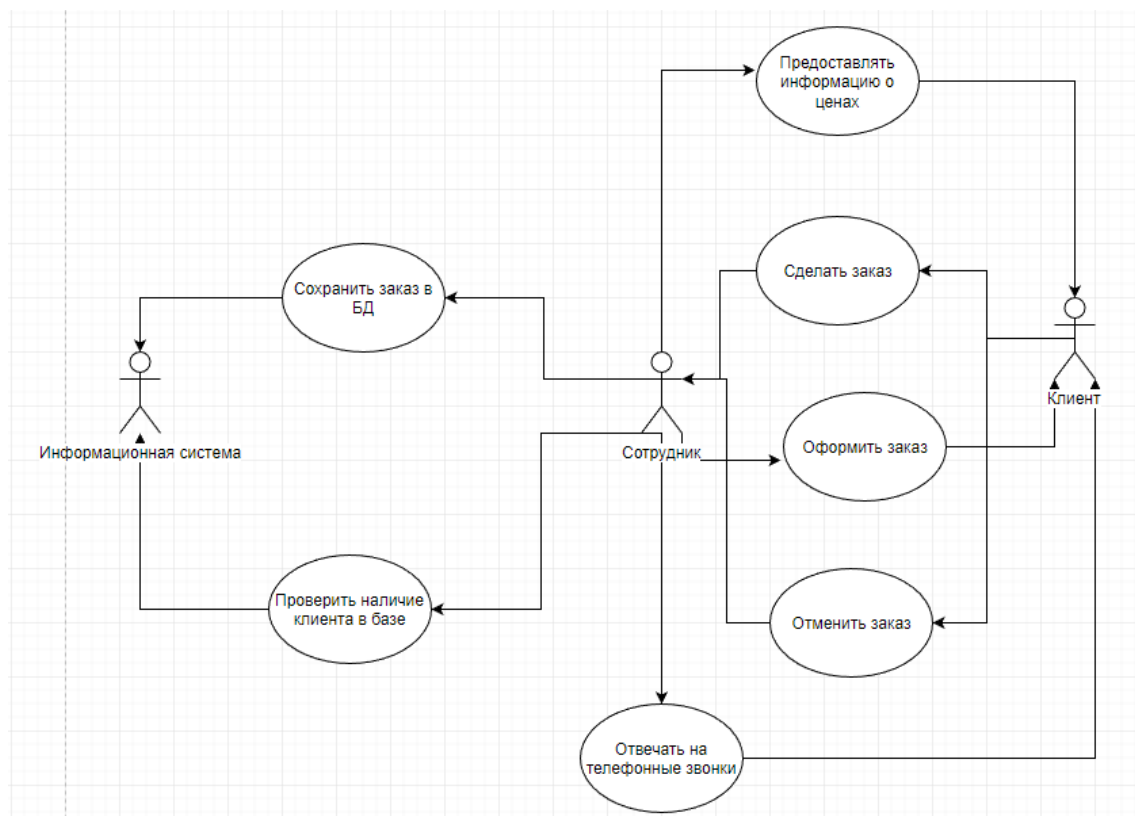 Предоставлять
информацию о
ценах
Сделать заказ
Сохранить заказ в
БД
Клиент
Информационная система
Сотрудник
Оформить заказ
Проверить наличие
клиента в базе
Отменить заказ
Отвечать на
телефонные звонки